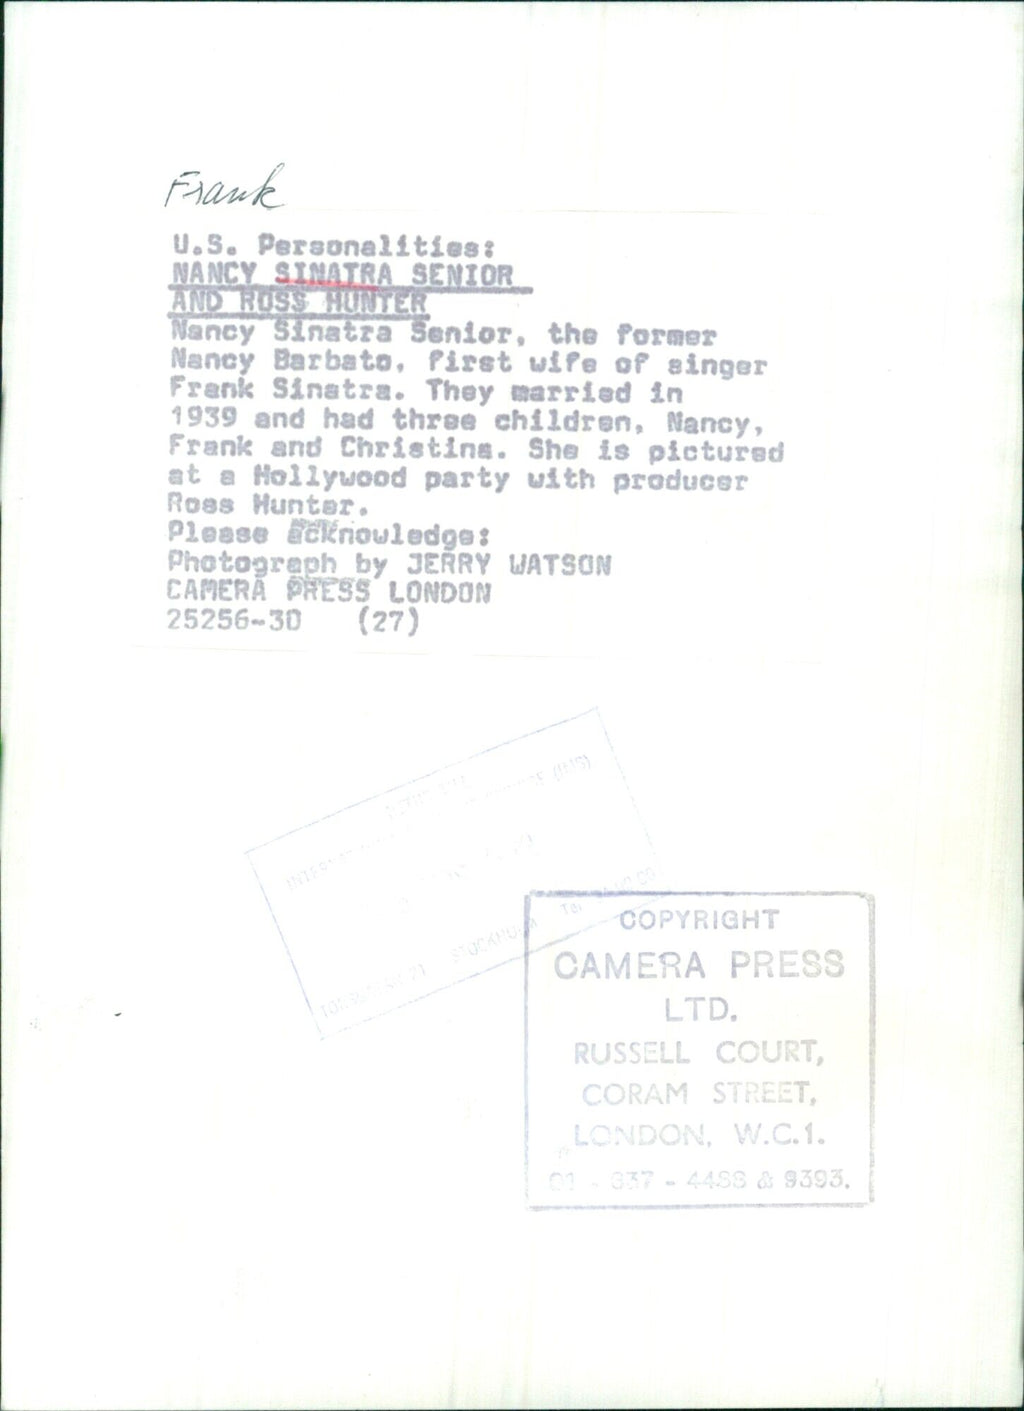 Frank
U.S. Personalities:
NANCY SINATRA SENIOR
AND ROSS HUNTER
Nancy Sinatra Senior, the former
Nancy Barbato, first wife of singer
Frank Sinatra. They married in
1939 and had three children, Nancy,
Frank and Christina. She is pictured
at a Hollywood party with producer
Ross Hunter.
Please acknowledge:
Photograph by JERRY WATSON
CAMERA PRESS LONDON
25256-30 (27)
STOCKHOLM Tel
COPYRIGHT
CAMERA PRESS
LTD.
RUSSELL COURT,
CORAM STREET,
LONDON, W.C.1.
01 - 837 - 4488 & 9393.